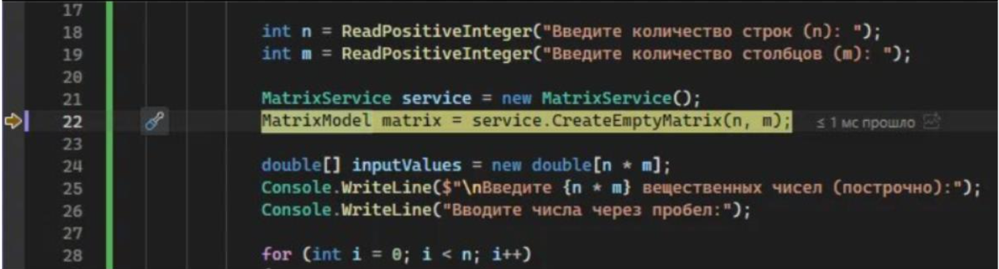 17
18 int n = ReadPositiveInteger("Введите количество строк (n): ");
19 int m = ReadPositiveInteger("Введите количество столбцов (m): ");
20
21 MatrixService service = new MatrixService();
22 MatrixModel matrix = service.CreateEmptyMatrix(n, m); ≤ 1 мс прошло
23
24 double[] inputValues = new double[n * m];
25 Console.WriteLine($"\nВведите {n * m} вещественных чисел (построчно):");
26 Console.WriteLine("Вводите числа через пробел:");
27
28 for (int i = 0; i < n; i++)